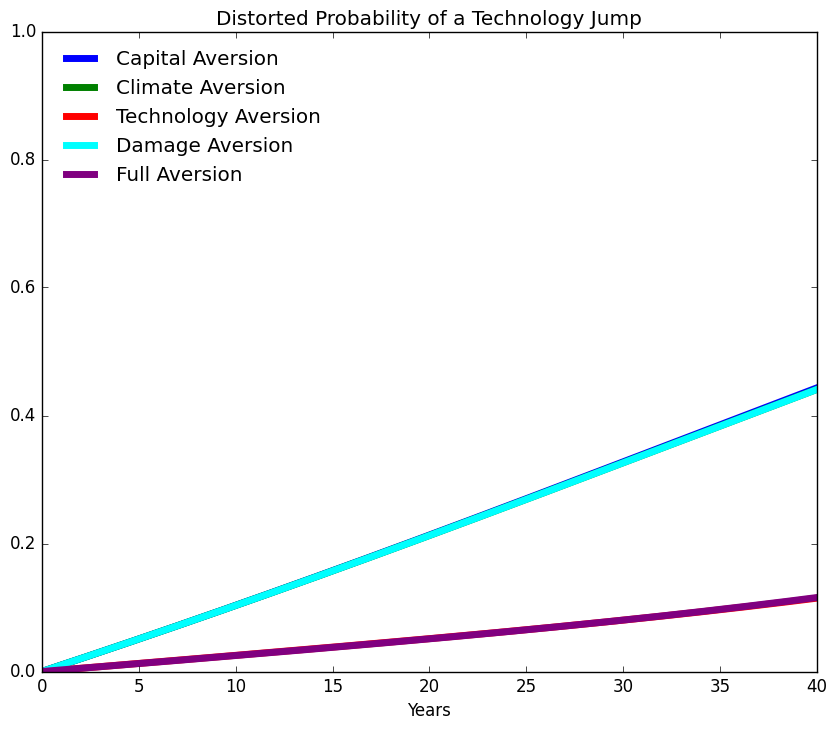 Distorted Probability of a Technology Jump
1.0
Capital Aversion
Climate Aversion
Technology Aversion
Damage Aversion
Full Aversion
0.8
0.6
0.4
0.2
0.0
0 5 10 15 20 25 30 35 40
Years